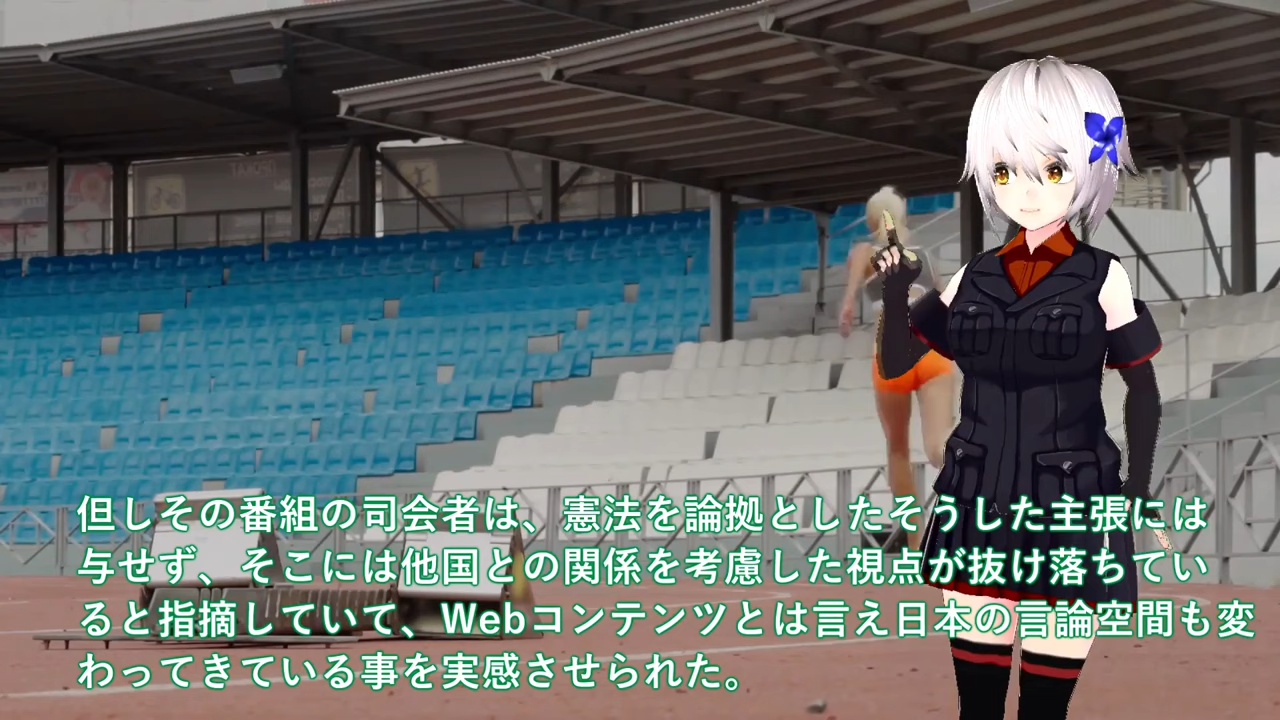 但しその番組の司会者は、憲法を論拠としたそうした主張には
与せず、そこには他国との関係を考慮した視点が抜け落ちてい
ると指摘していて、Webコンテンツとは言え日本の言論空間も変
わってきている事を実感させられた。